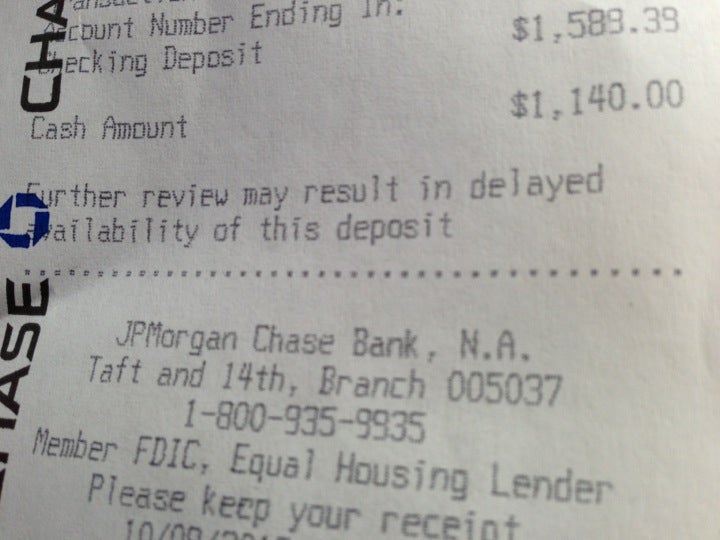 CHA
Account Number Ending In:
Checking Deposit $1,589.39
Cash Amount $1,140.00
Further review may result in delayed
availability of this deposit
CHASE
JPMorgan Chase Bank, N.A.
Taft and 14th, Branch 005037
1-800-935-9935
Member FDIC, Equal Housing Lender
Please keep your receipt